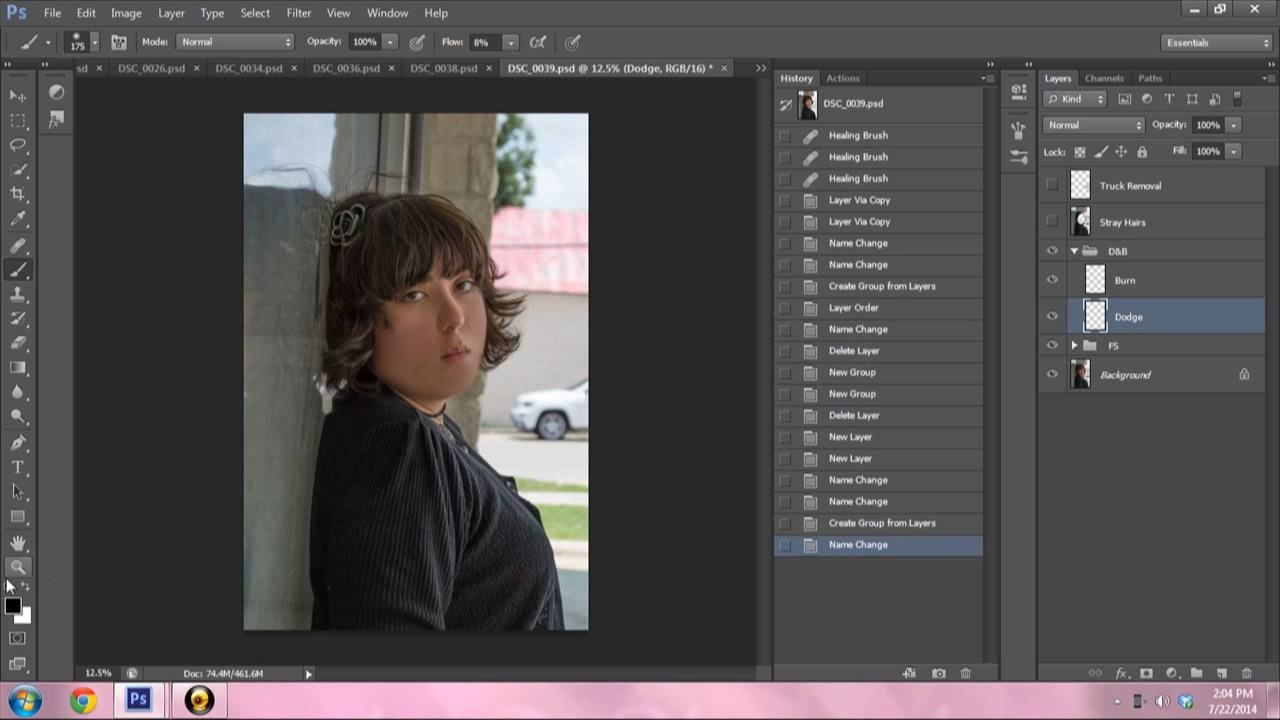 Ps File Edit Image Layer Type Select Filter View Window Help
175 Mode: Normal Opacity: 100% Flow: 8% Essentials
sd × DSC_0026.psd × DSC_0034.psd × DSC_0036.psd × DSC_0038.psd × DSC_0039.psd @ 12.5% (Dodge, RGB/16) * ×
History Actions
DSC_0039.psd
Healing Brush
Healing Brush
Healing Brush
Layer Via Copy
Layer Via Copy
Name Change
Name Change
Create Group from Layers
Layer Order
Name Change
Delete Layer
New Group
New Group
Delete Layer
New Layer
New Layer
Name Change
Name Change
Create Group from Layers
Name Change
Layers Channels Paths
Kind
Normal Opacity: 100%
Lock: Fill: 100%
Truck Removal
Stray Hairs
D&B
Burn
Dodge
FS
Background
12.5% Doc: 74.4M/461.6M
Ps
2:04 PM
7/22/2014